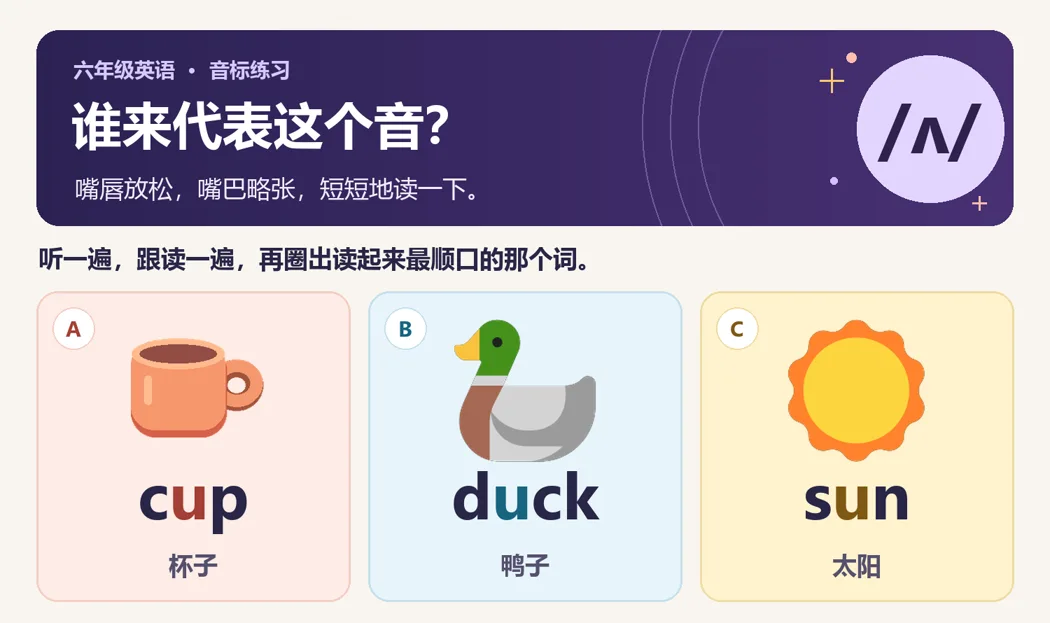 六年级英语 · 音标练习
谁来代表这个音？
嘴唇放松，嘴巴略张，短短地读一下。
/ʌ/
听一遍，跟读一遍，再圈出读起来最顺口的那个词。
A
cup
杯子
B
duck
鸭子
C
sun
太阳